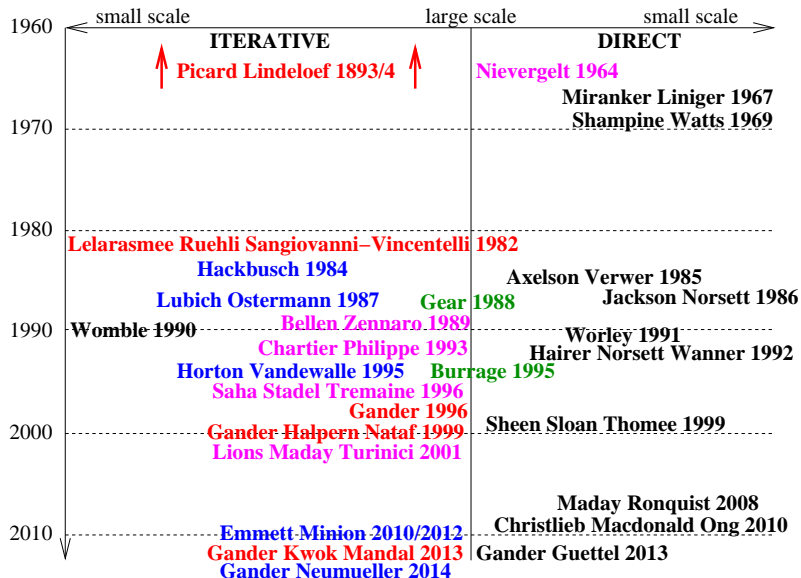 small scale large scale small scale
1960
ITERATIVE DIRECT
Picard Lindeloef 1893/4 Nievergelt 1964
Miranker Liniger 1967
Shampine Watts 1969
1970
1980
Lelarasmee Ruehli Sangiovanni−Vincentelli 1982
Hackbusch 1984
Axelson Verwer 1985
Lubich Ostermann 1987 Gear 1988 Jackson Norsett 1986
Bellen Zennaro 1989
1990 Womble 1990 Worley 1991
Chartier Philippe 1993 Hairer Norsett Wanner 1992
Horton Vandewalle 1995 Burrage 1995
Saha Stadel Tremaine 1996
Gander 1996
Sheen Sloan Thomee 1999
2000 Gander Halpern Nataf 1999
Lions Maday Turinici 2001
Maday Ronquist 2008
Christlieb Macdonald Ong 2010
2010 Emmett Minion 2010/2012
Gander Kwok Mandal 2013 Gander Guettel 2013
Gander Neumueller 2014